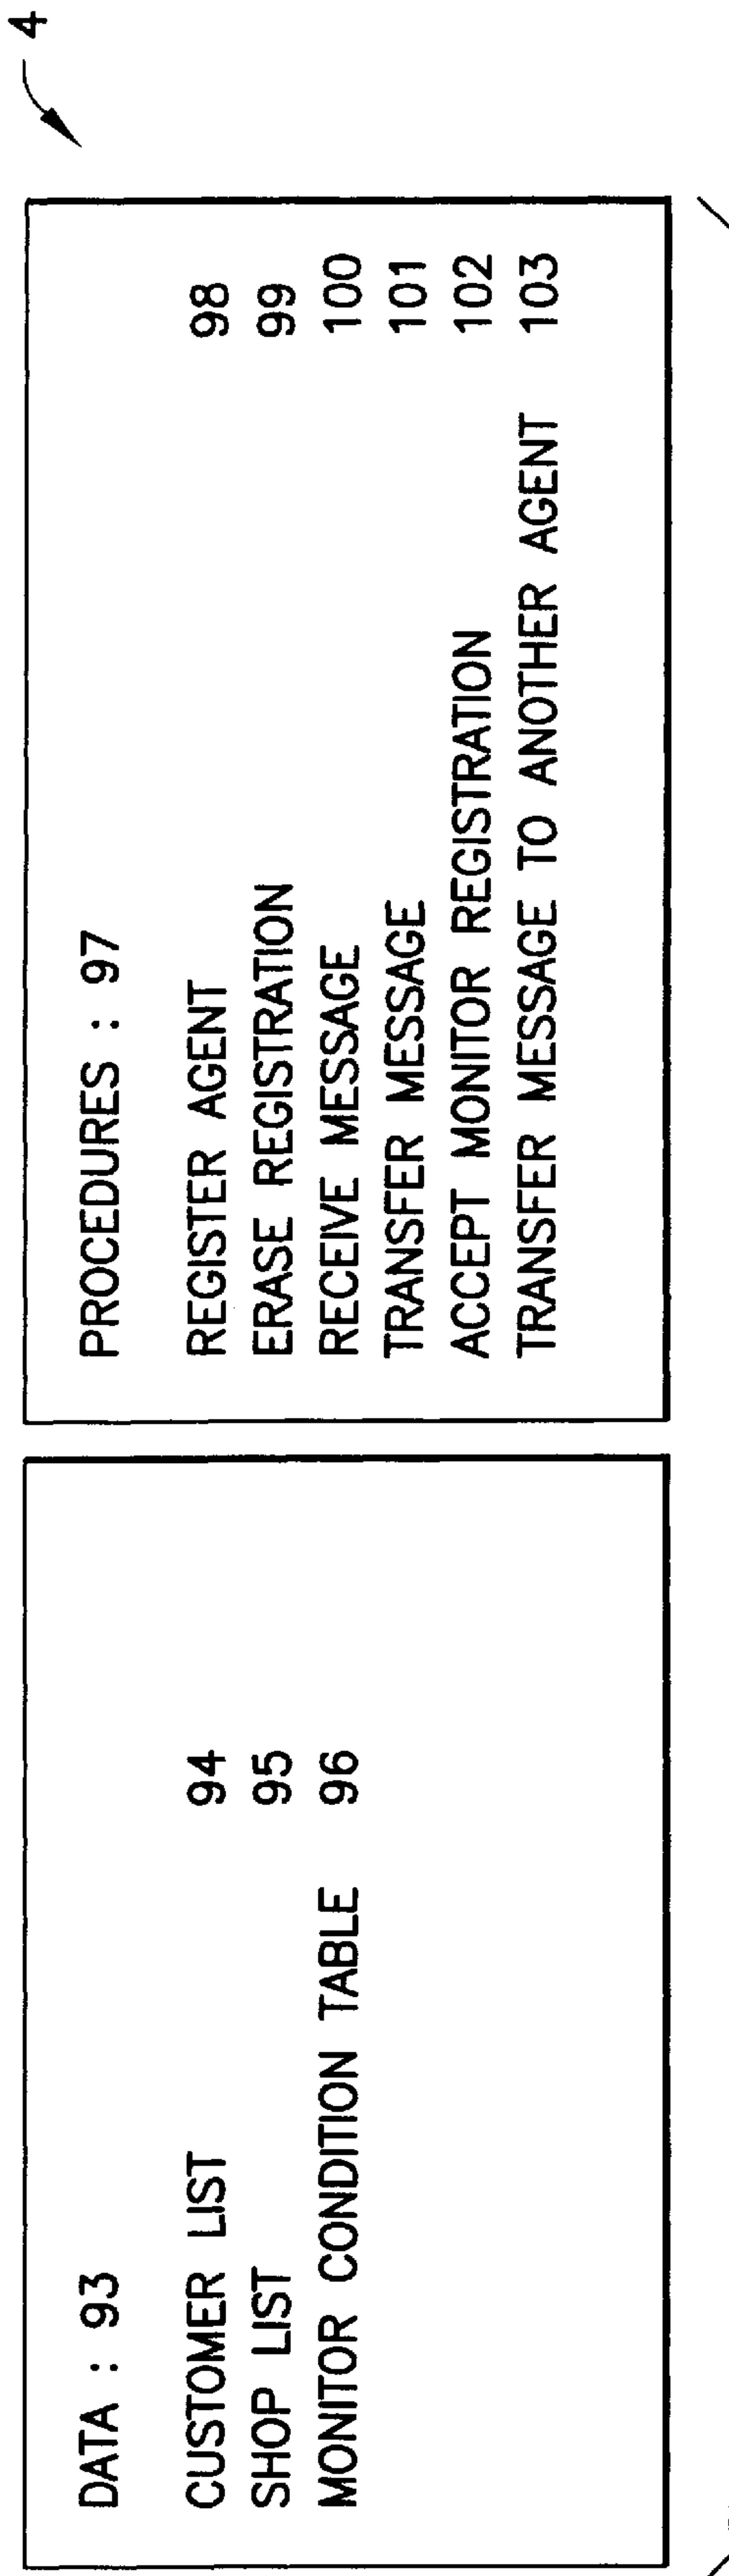 4
DATA : 93
CUSTOMER LIST 94
SHOP LIST 95
MONITOR CONDITION TABLE 96
PROCEDURES : 97
REGISTER AGENT 98
ERASE REGISTRATION 99
RECEIVE MESSAGE 100
TRANSFER MESSAGE 101
ACCEPT MONITOR REGISTRATION 102
TRANSFER MESSAGE TO ANOTHER AGENT 103